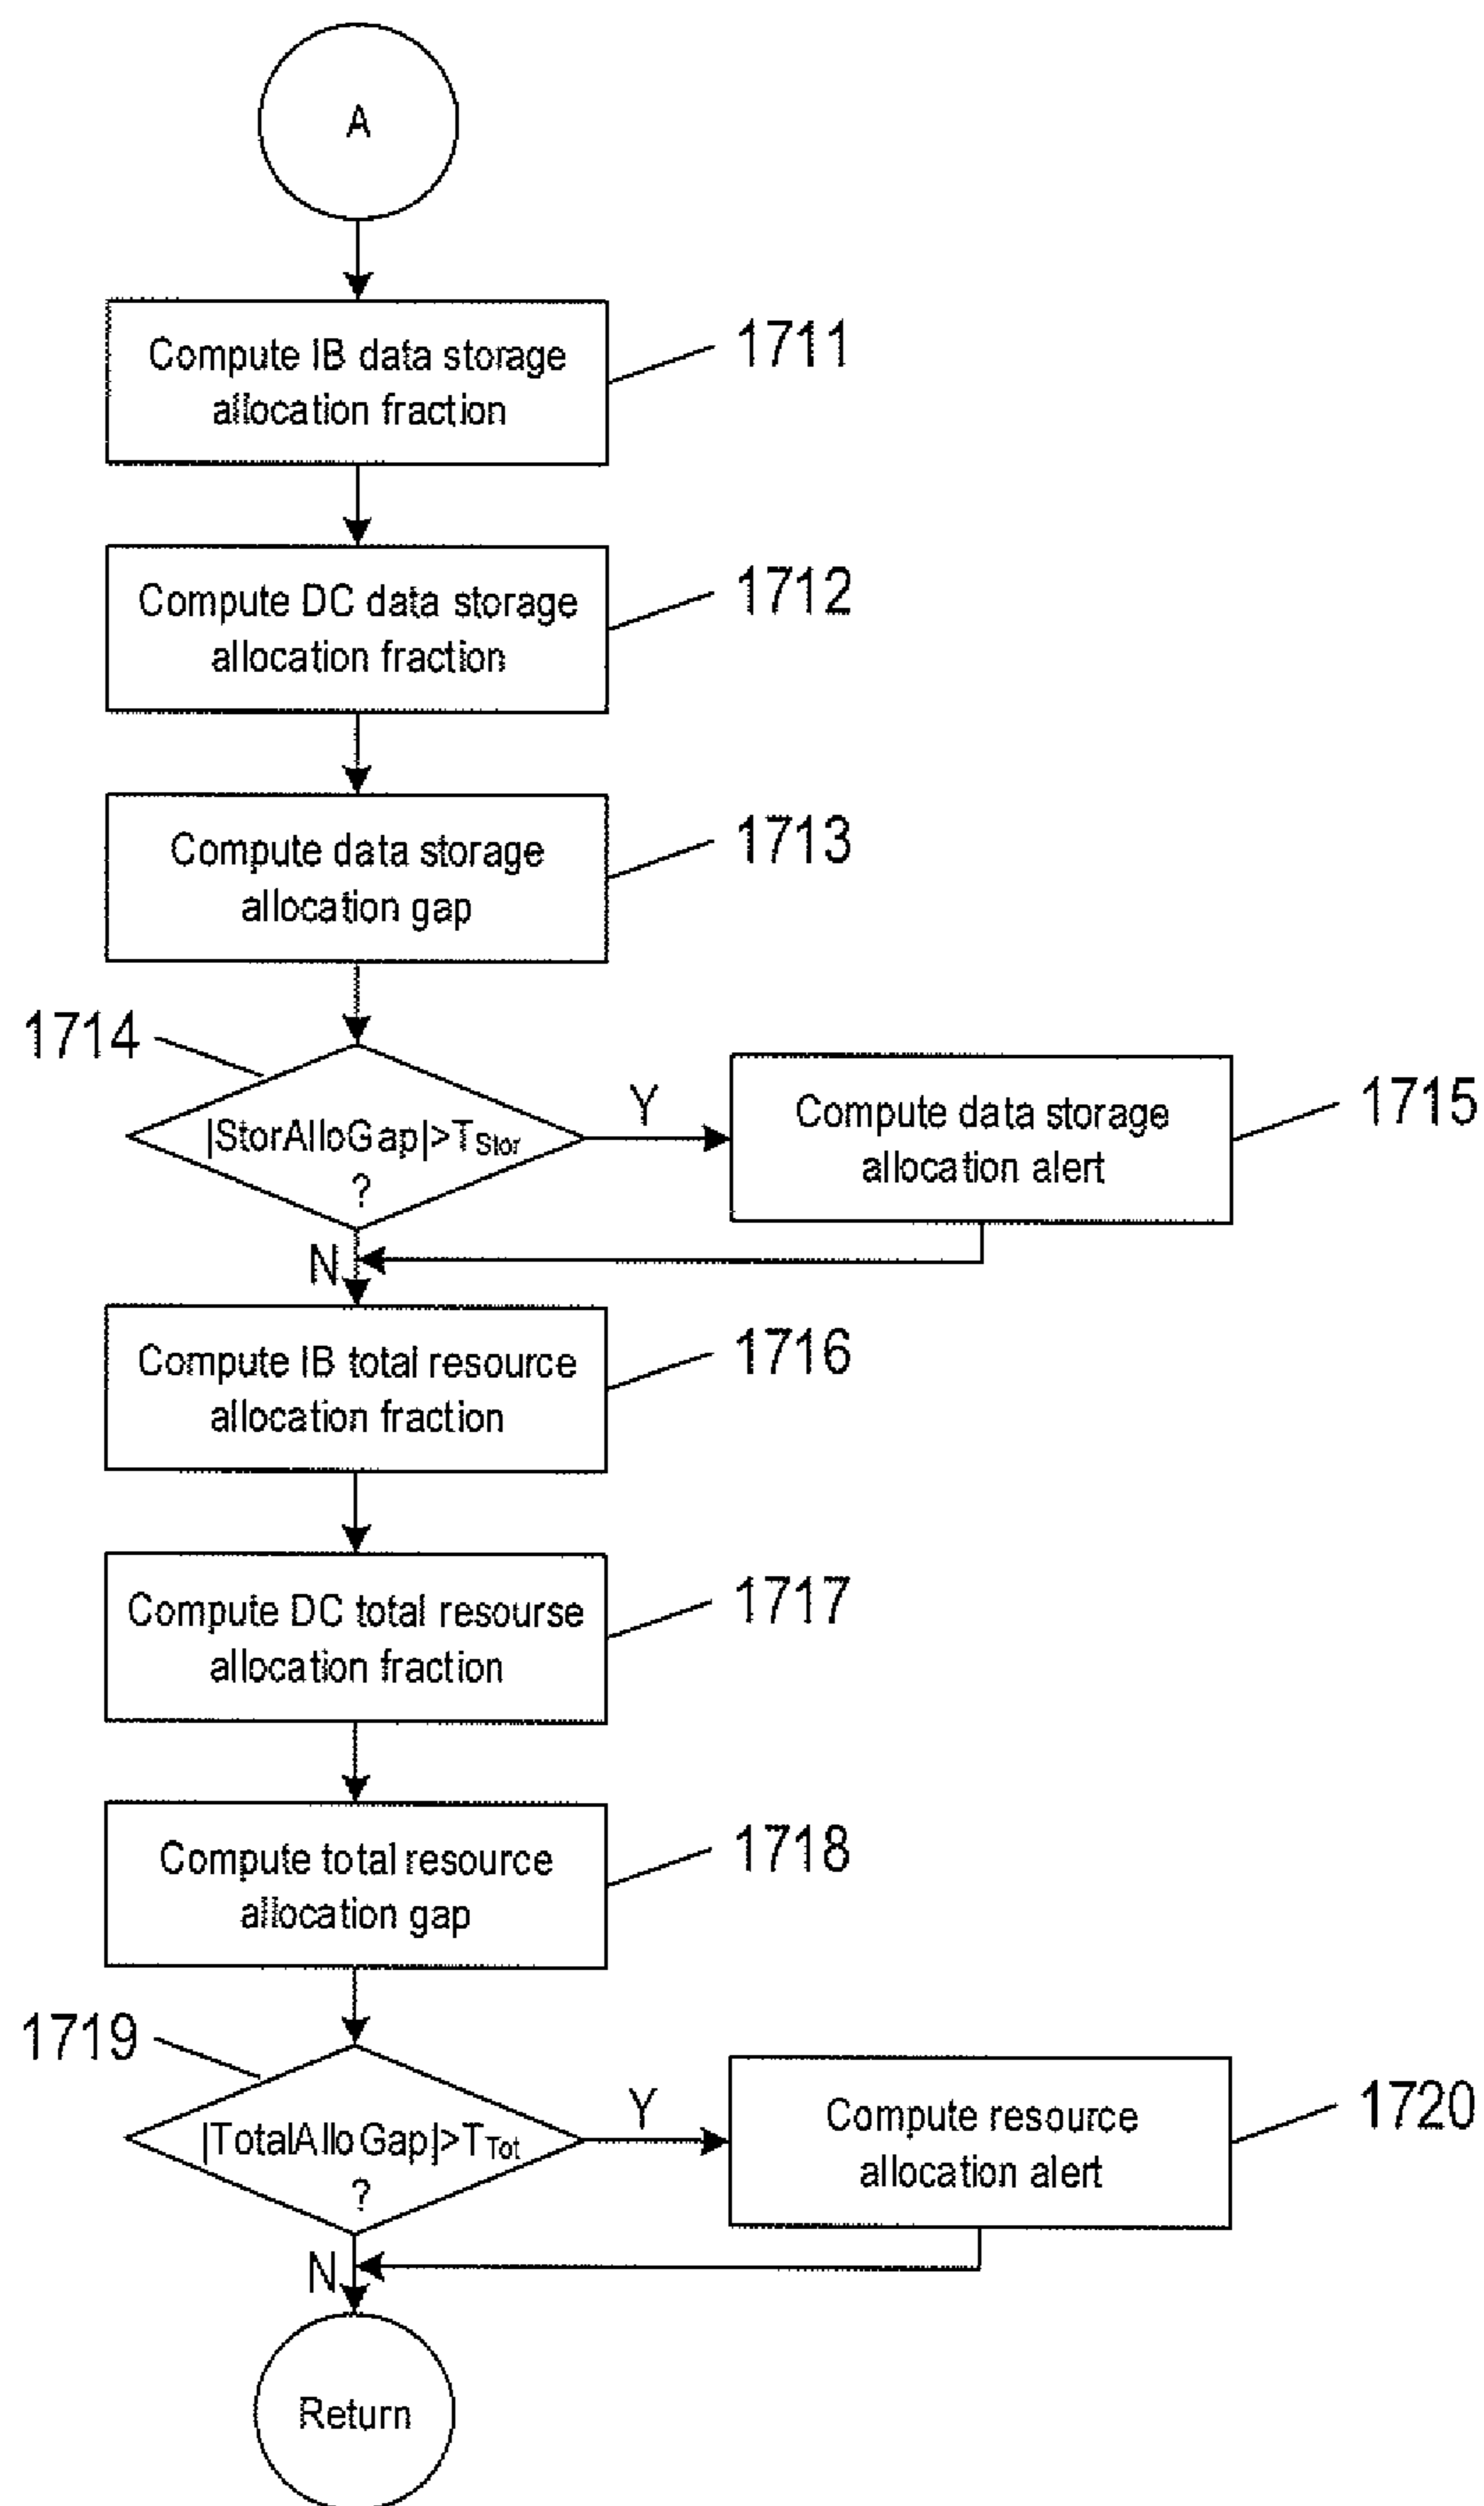 A
Compute IB data storage
allocation fraction
1711
Compute DC data storage
allocation fraction
1712
Compute data storage
allocation gap
1713
1714
|StorAlloGap|>T_Stor
?
Y
N
Compute data storage
allocation alert
1715
Compute IB total resource
allocation fraction
1716
Compute DC total resourse
allocation fraction
1717
Compute total resource
allocation gap
1718
1719
|TotalAlloGap|>T_Tot
?
Y
N
Compute resource
allocation alert
1720
Return